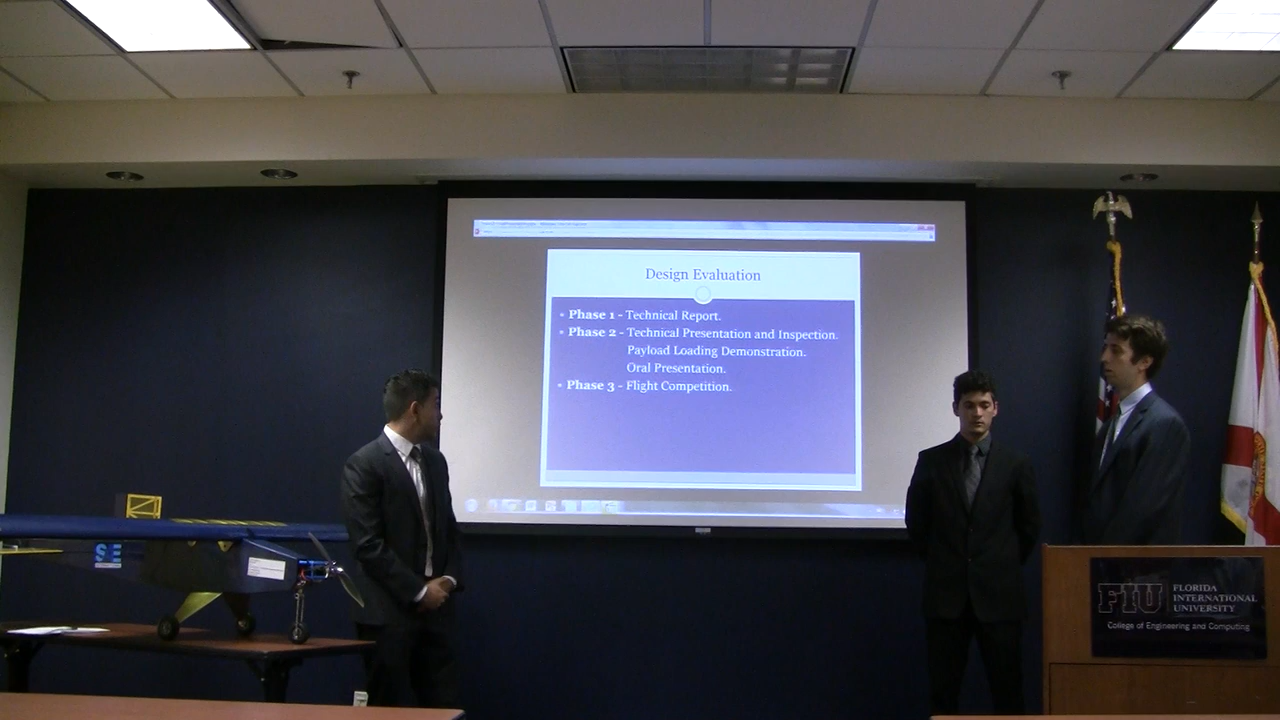 Design Evaluation
Phase 1 - Technical Report.
Phase 2 - Technical Presentation and Inspection.
Payload Loading Demonstration.
Oral Presentation.
Phase 3 - Flight Competition.
FIU
FLORIDA
INTERNATIONAL
UNIVERSITY
College of Engineering and Computing